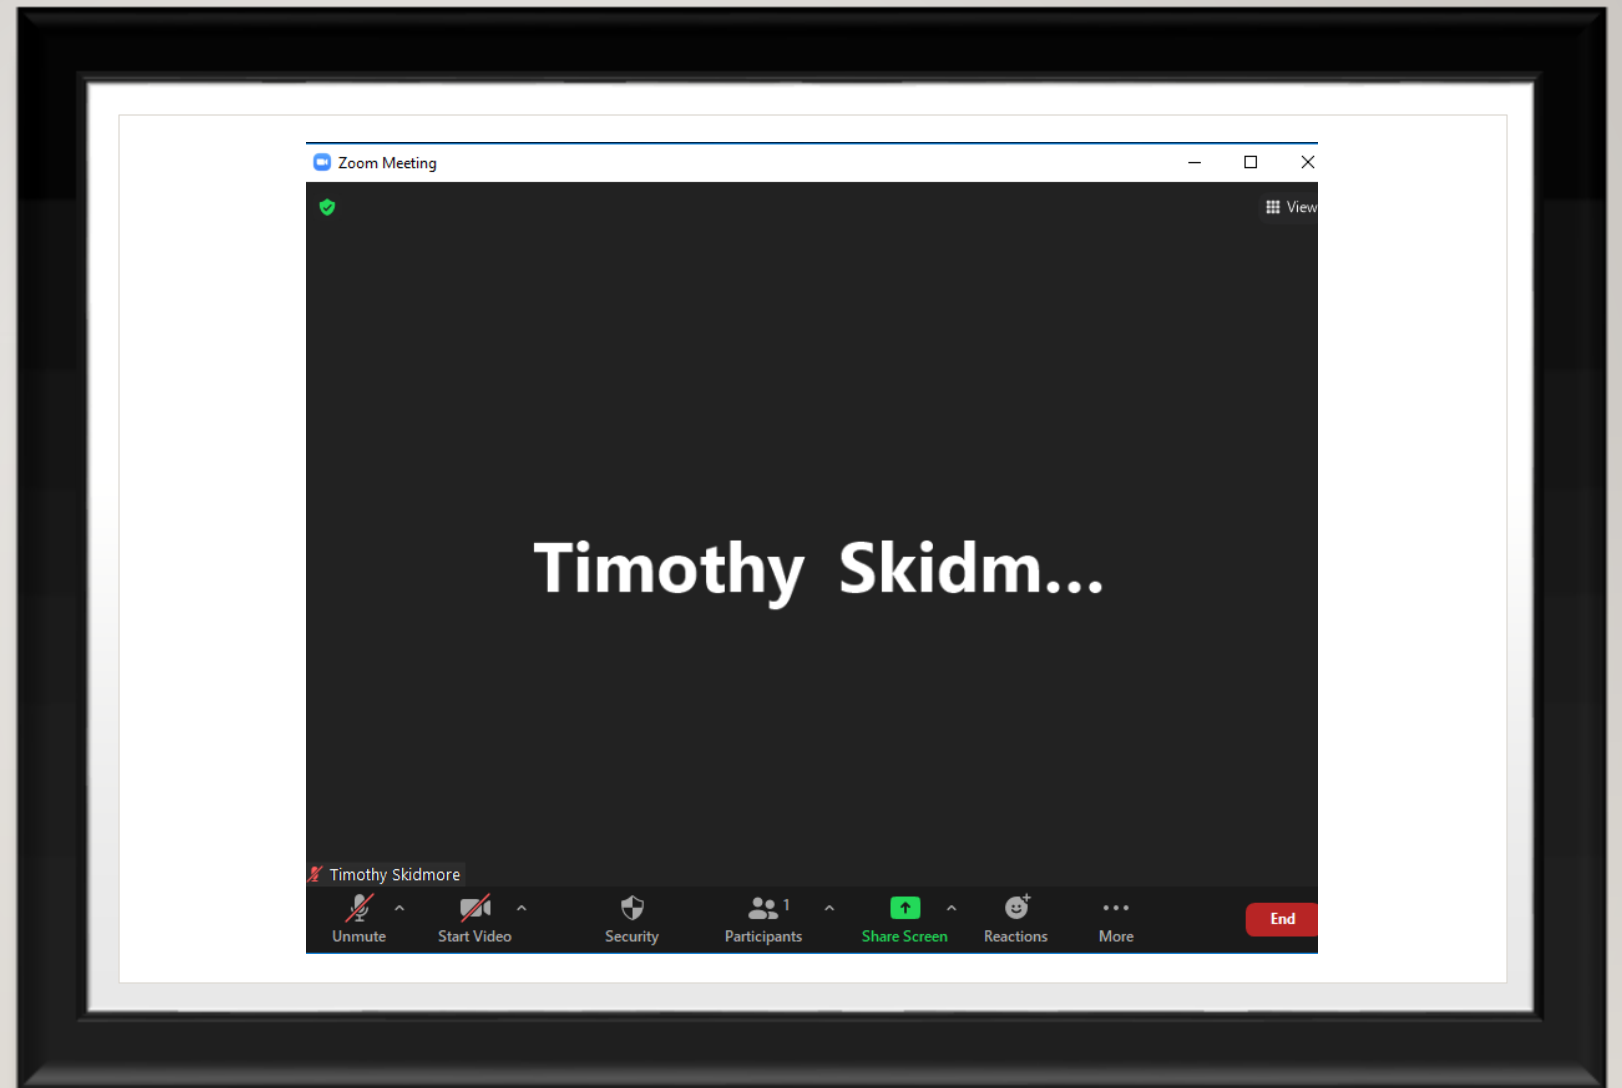 Zoom Meeting
View
Timothy Skidm...
Timothy Skidmore
1
Unmute Start Video Security Participants Share Screen Reactions More End